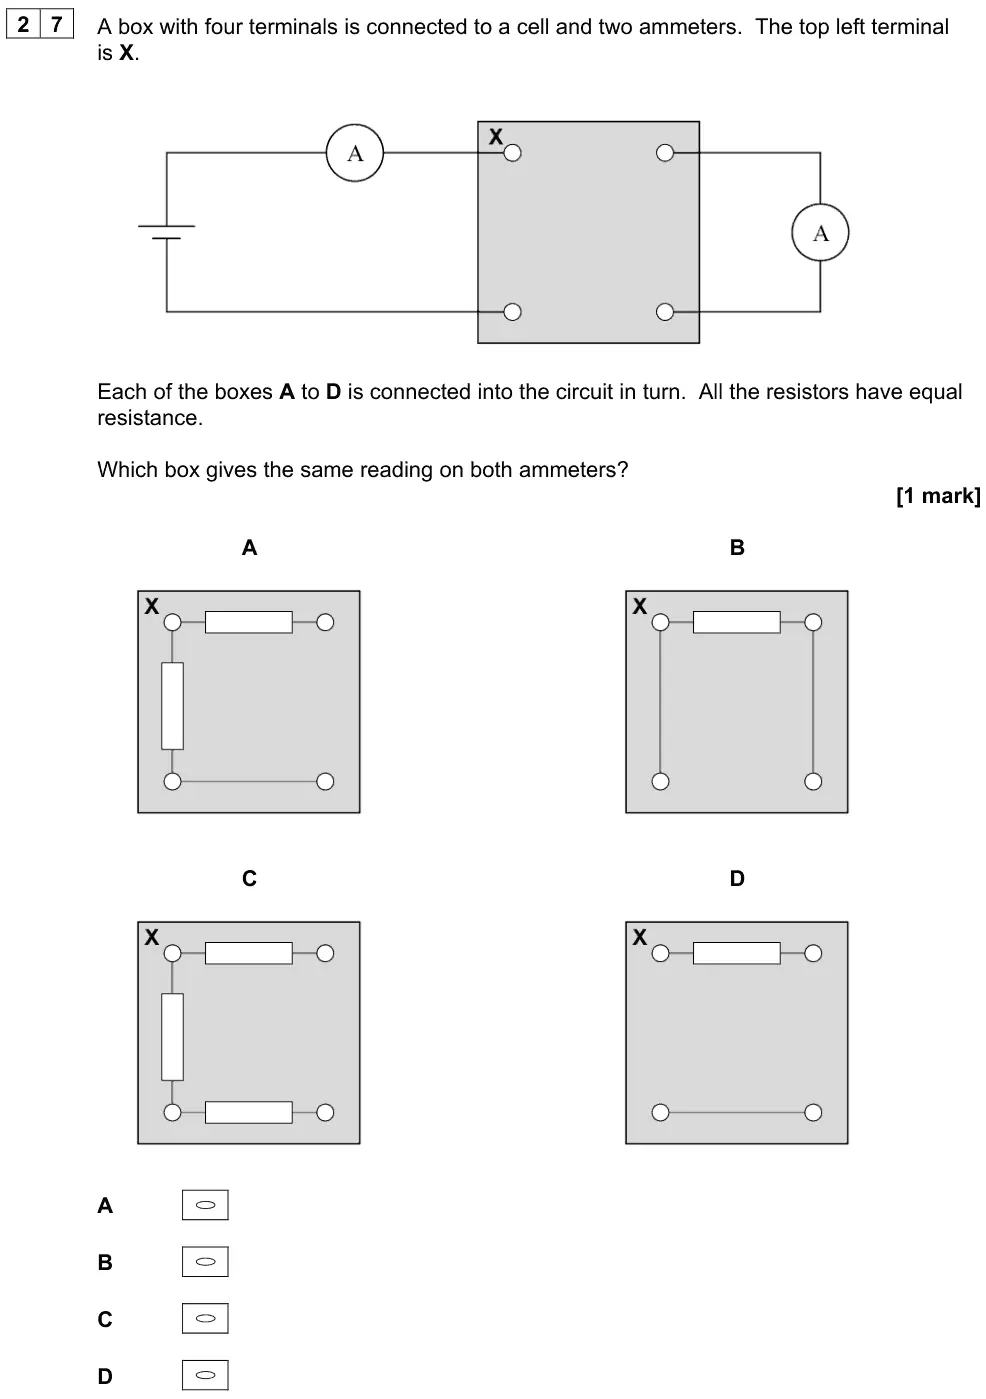 2 7 A box with four terminals is connected to a cell and two ammeters. The top left terminal
is X.
X
A
A
Each of the boxes A to D is connected into the circuit in turn. All the resistors have equal
resistance.
Which box gives the same reading on both ammeters?
[1 mark]
A B
X X
C D
X X
A
B
C
D